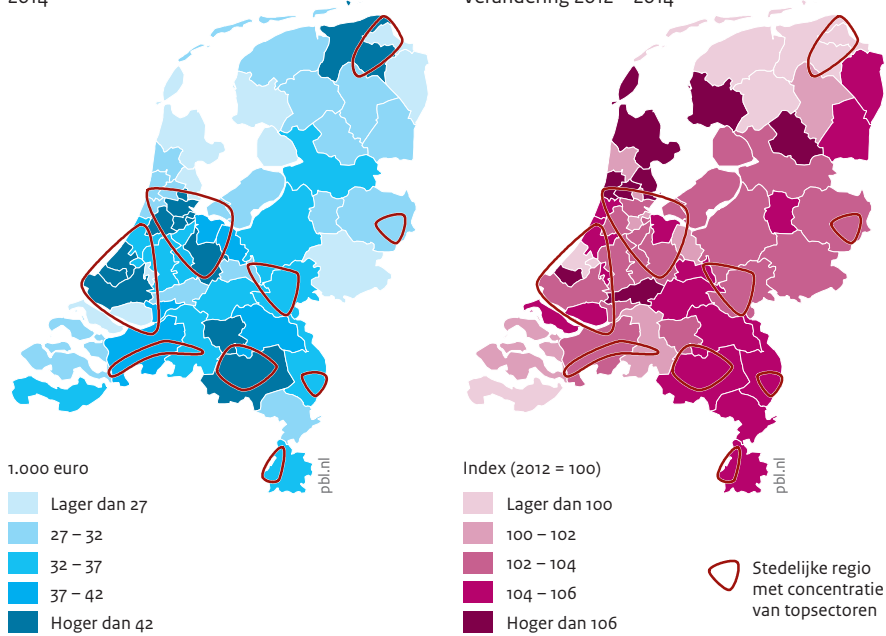 2014
Verandering 2012 – 2014
1.000 euro
Lager dan 27
27 – 32
32 – 37
37 – 42
Hoger dan 42
pbl.nl
Index (2012 = 100)
Lager dan 100
100 – 102
102 – 104
104 – 106
Hoger dan 106
pbl.nl
Stedelijke regio
met concentratie
van topsectoren